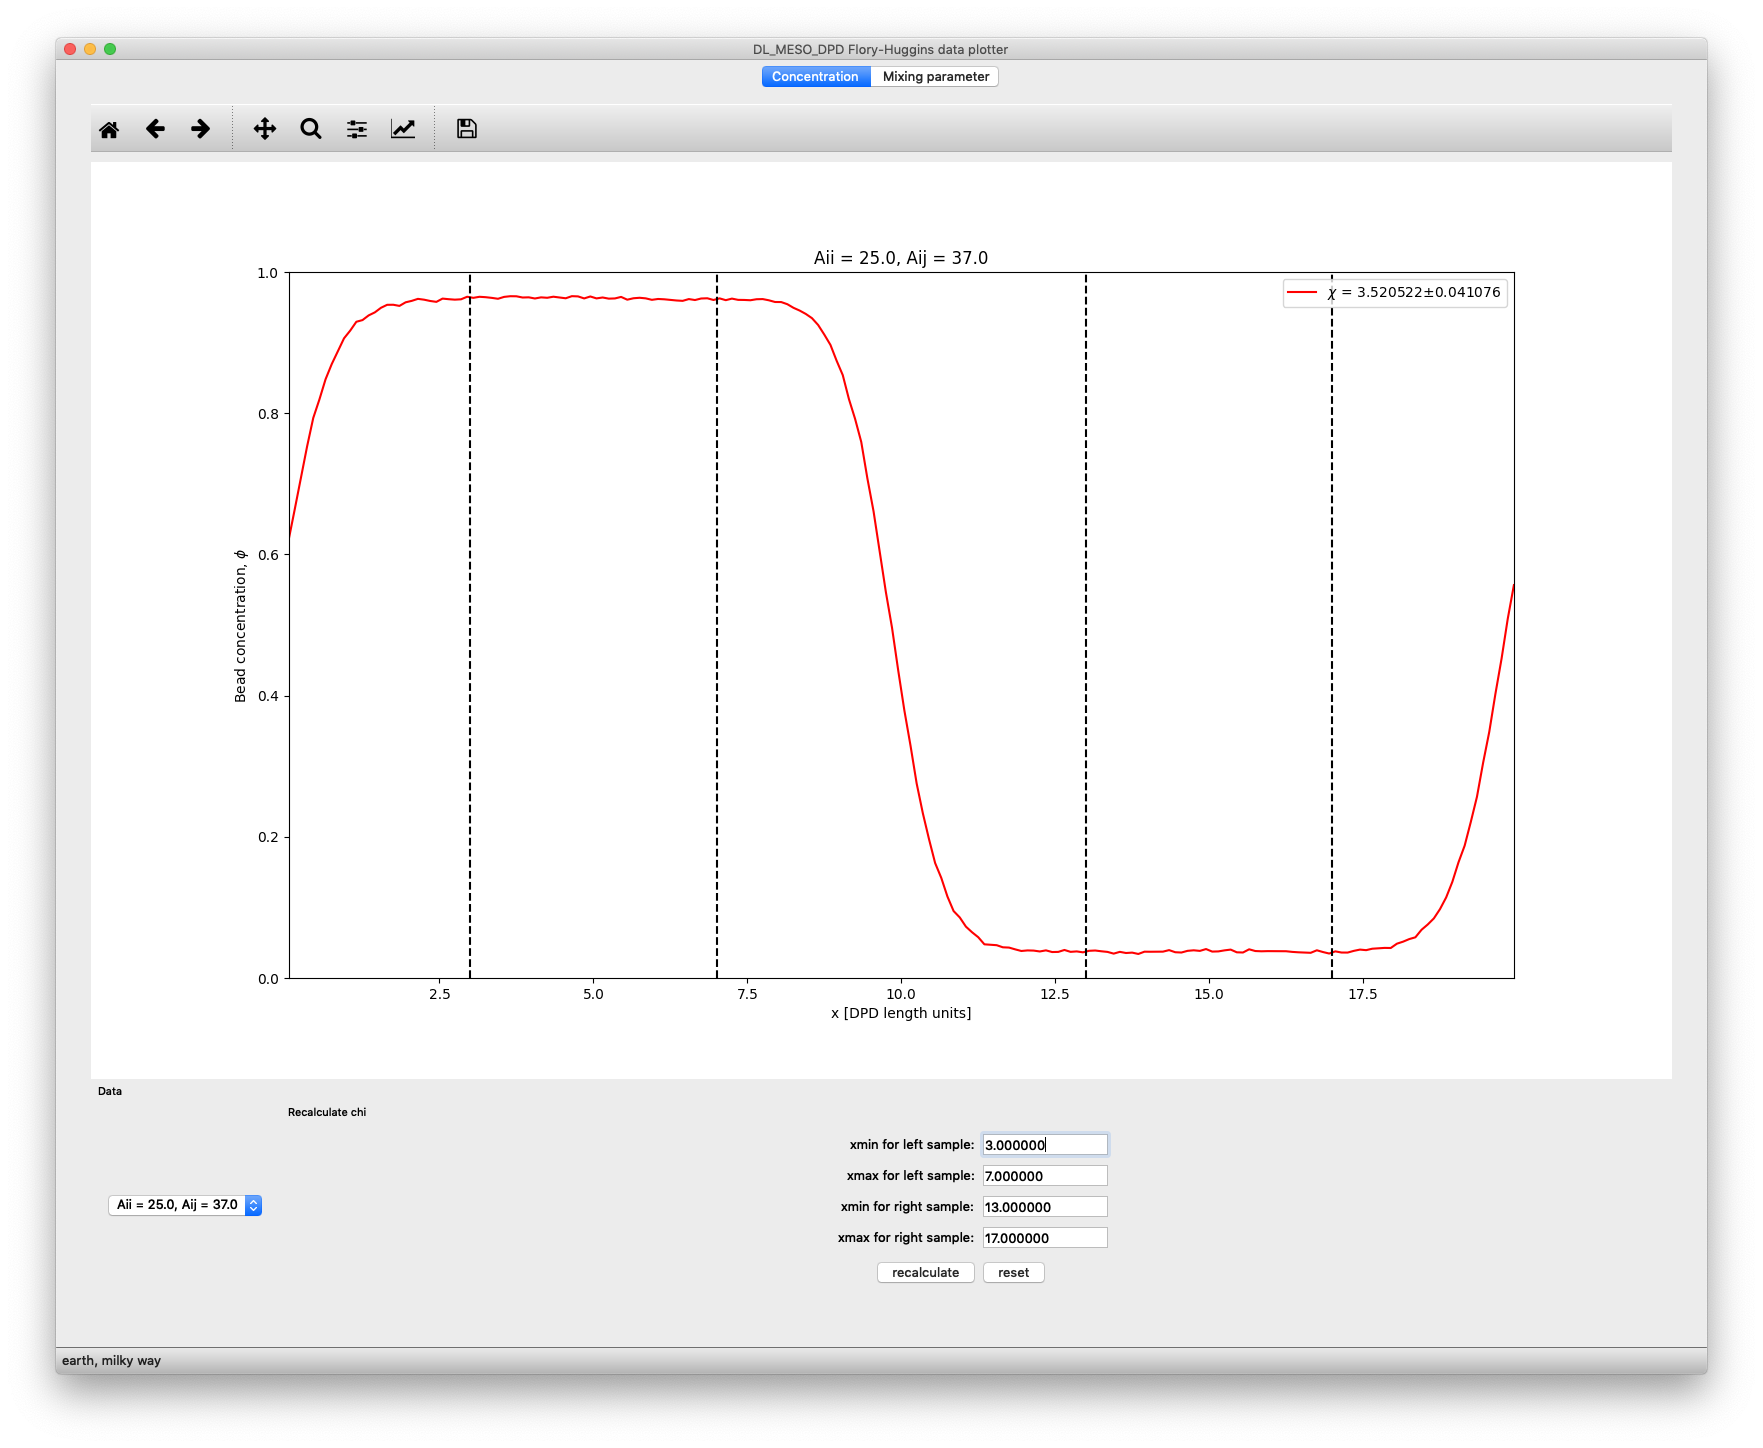 DL_MESO_DPD Flory-Huggins data plotter
Concentration Mixing parameter
Aii = 25.0, Aij = 37.0
χ = 3.520522±0.041076
1.0
0.8
0.6
0.4
0.2
0.0
Bead concentration, ϕ
2.5 5.0 7.5 10.0 12.5 15.0 17.5
x [DPD length units]
Data
Recalculate chi
xmin for left sample: 3.000000
xmax for left sample: 7.000000
Aii = 25.0, Aij = 37.0
xmin for right sample: 13.000000
xmax for right sample: 17.000000
recalculate reset
earth, milky way